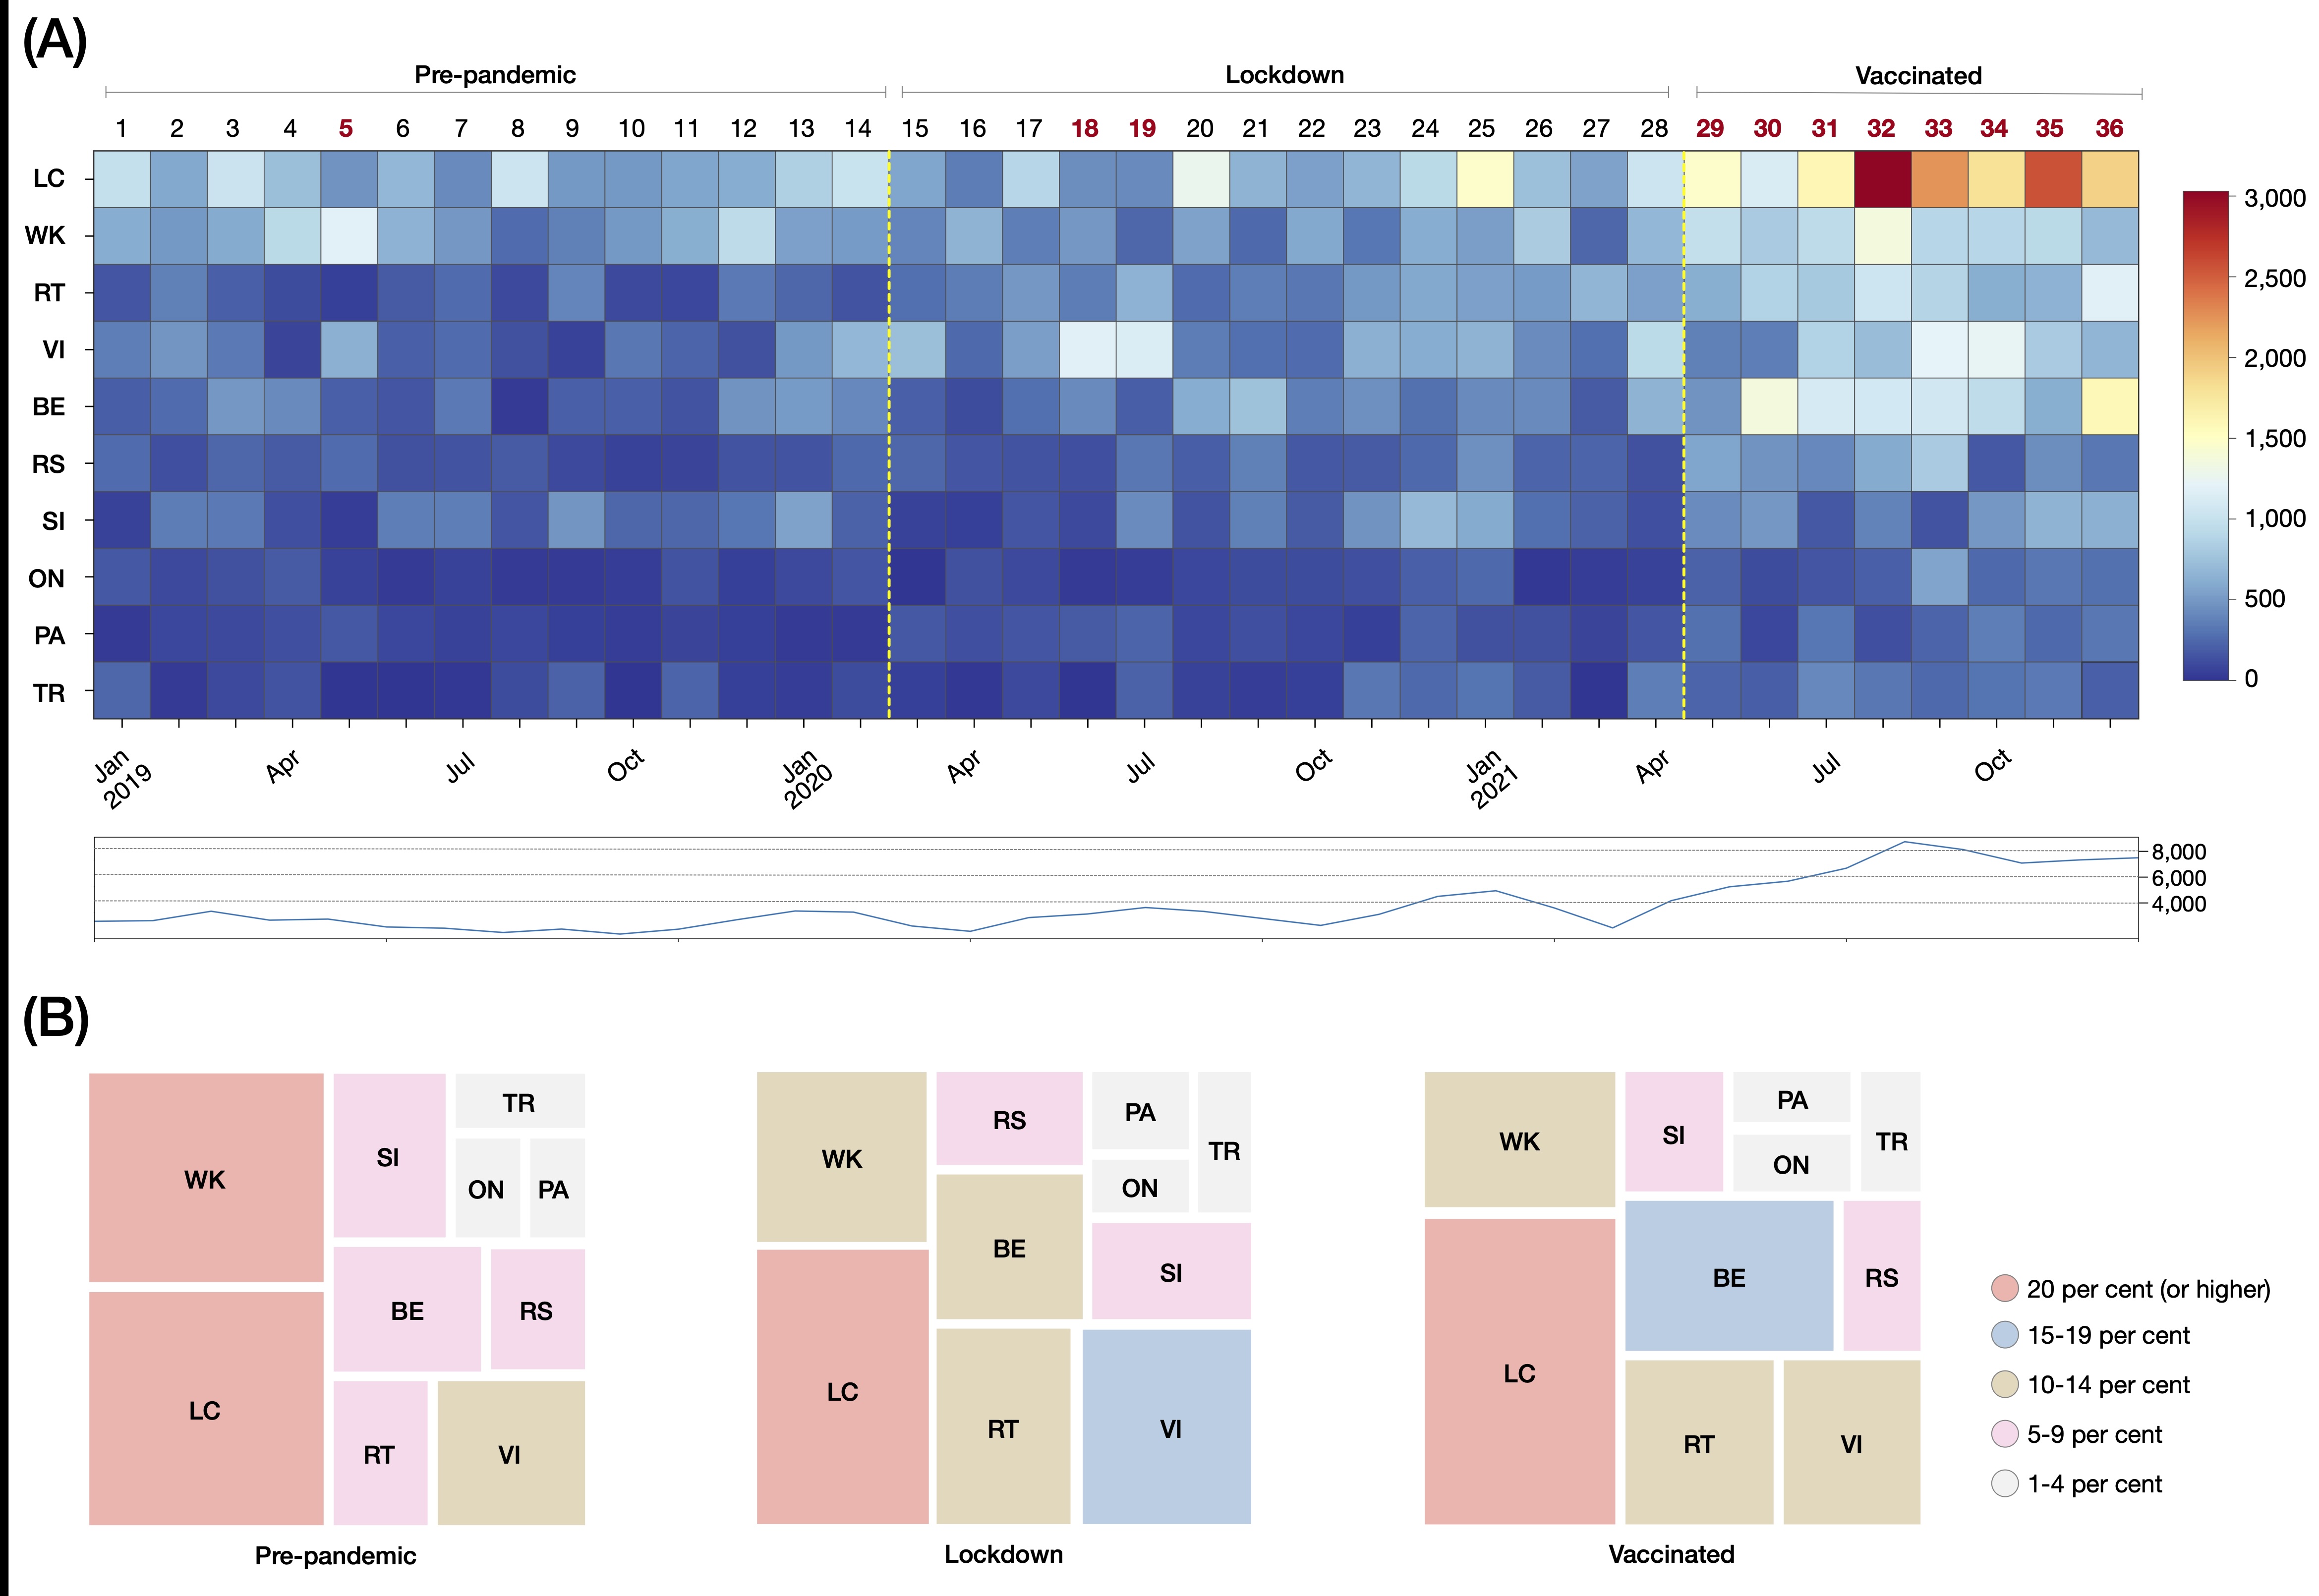 (A)
Pre-pandemic Lockdown Vaccinated
1 2 3 4 5 6 7 8 9 10 11 12 13 14 15 16 17 18 19 20 21 22 23 24 25 26 27 28 29 30 31 32 33 34 35 36
LC
WK
RT
VI
BE
RS
SI
ON
PA
TR
3,000
2,500
2,000
1,500
1,000
500
0
Jan 2019 Apr Jul Oct Jan 2020 Apr Jul Oct Jan 2021 Apr Jul Oct
8,000
6,000
4,000
(B)
WK
LC
SI
TR
ON
PA
BE
RS
RT
VI
Pre-pandemic
WK
LC
RS
PA
TR
ON
BE
SI
RT
VI
Lockdown
WK
LC
SI
PA
ON
TR
BE
RS
RT
VI
Vaccinated
20 per cent (or higher)
15-19 per cent
10-14 per cent
5-9 per cent
1-4 per cent